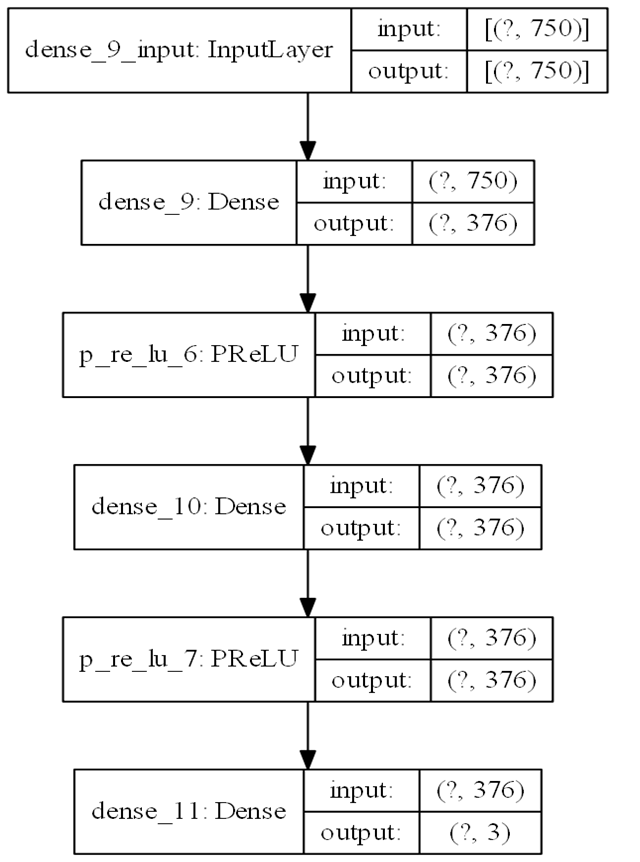 dense_9_input: InputLayer
input: [(?, 750)]
output: [(?, 750)]
dense_9: Dense
input: (?, 750)
output: (?, 376)
p_re_lu_6: PReLU
input: (?, 376)
output: (?, 376)
dense_10: Dense
input: (?, 376)
output: (?, 376)
p_re_lu_7: PReLU
input: (?, 376)
output: (?, 376)
dense_11: Dense
input: (?, 376)
output: (?, 3)